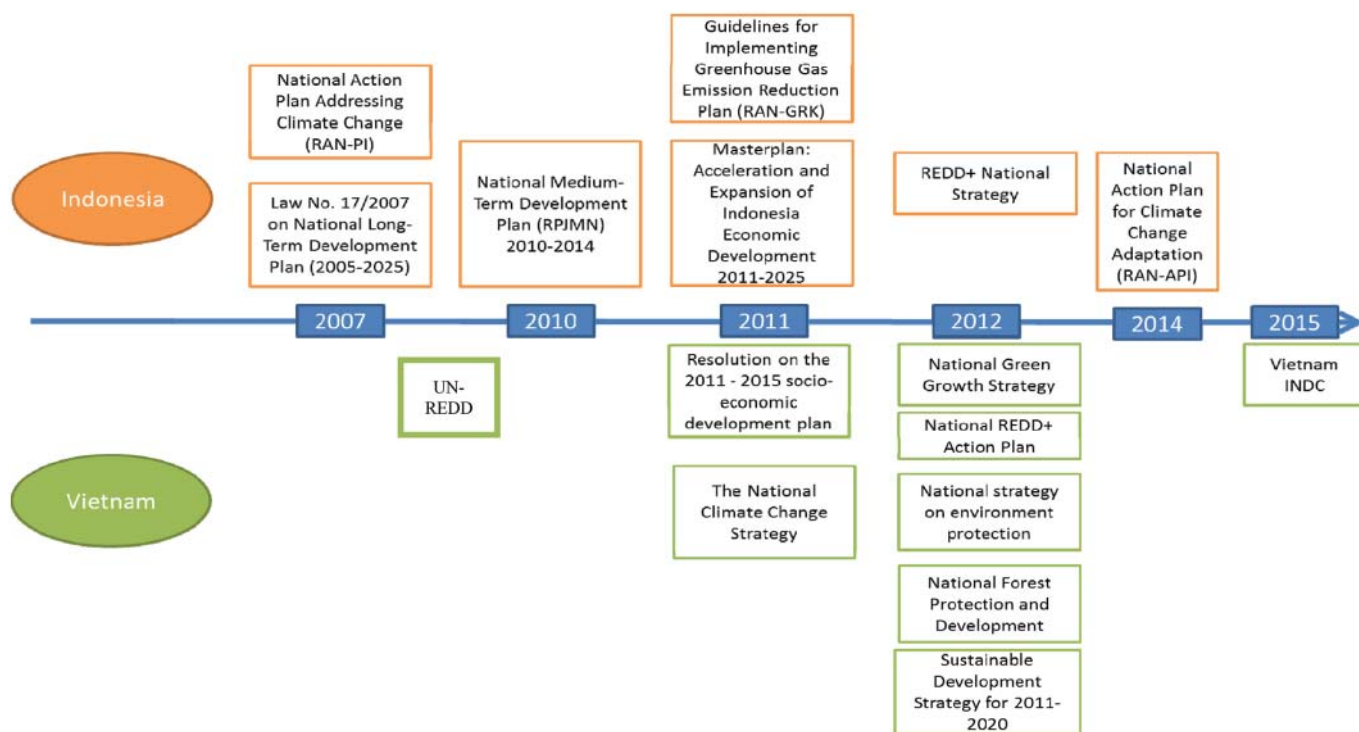 Indonesia
National Action
Plan Addressing
Climate Change
(RAN-PI)
Law No. 17/2007
on National Long-
Term Development
Plan (2005-2025)
National Medium-
Term Development
Plan (RPJMN)
2010-2014
Guidelines for
Implementing
Greenhouse Gas
Emission Reduction
Plan (RAN-GRK)
Masterplan:
Acceleration and
Expansion of
Indonesia
Economic
Development
2011-2025
REDD+ National
Strategy
National
Action Plan
for Climate
Change
Adaptation
(RAN-API)
2007
2010
2011
2012
2014
2015
Vietnam
UN-
REDD
Resolution on the
2011 - 2015 socio-
economic
development plan
The National
Climate Change
Strategy
National Green
Growth Strategy
National REDD+
Action Plan
National strategy
on environment
protection
National Forest
Protection and
Development
Sustainable
Development
Strategy for 2011-
2020
Vietnam
INDC